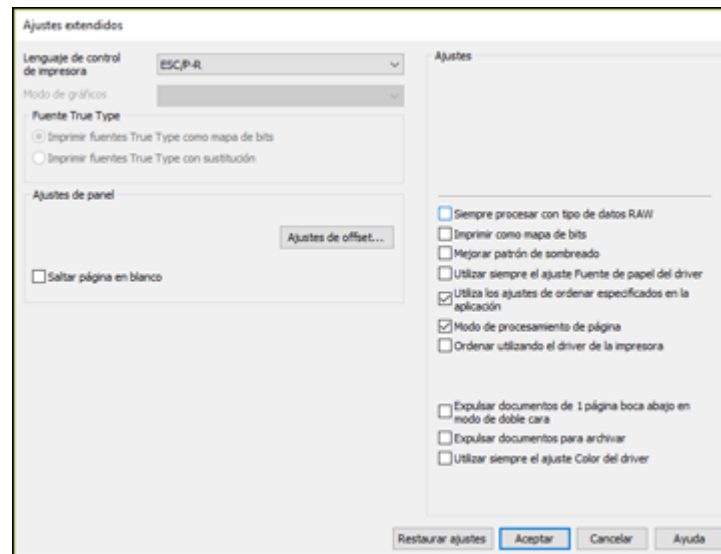 Ajustes extendidos
Lenguaje de control
de impresora
ESC/P-R
Modo de gráficos
Fuente True Type
Imprimir fuentes True Type como mapa de bits
Imprimir fuentes True Type con sustitución
Ajustes de panel
Ajustes de offset...
Saltar página en blanco
Ajustes
Siempre procesar con tipo de datos RAW
Imprimir como mapa de bits
Mejorar patrón de sombreado
Utilizar siempre el ajuste Fuente de papel del driver
Utiliza los ajustes de ordenar especificados en la
aplicación
Modo de procesamiento de página
Ordenar utilizando el driver de la impresora
Expulsar documentos de 1 página boca abajo en
modo de doble cara
Expulsar documentos para archivar
Utilizar siempre el ajuste Color del driver
Restaurar ajustes
Aceptar
Cancelar
Ayuda